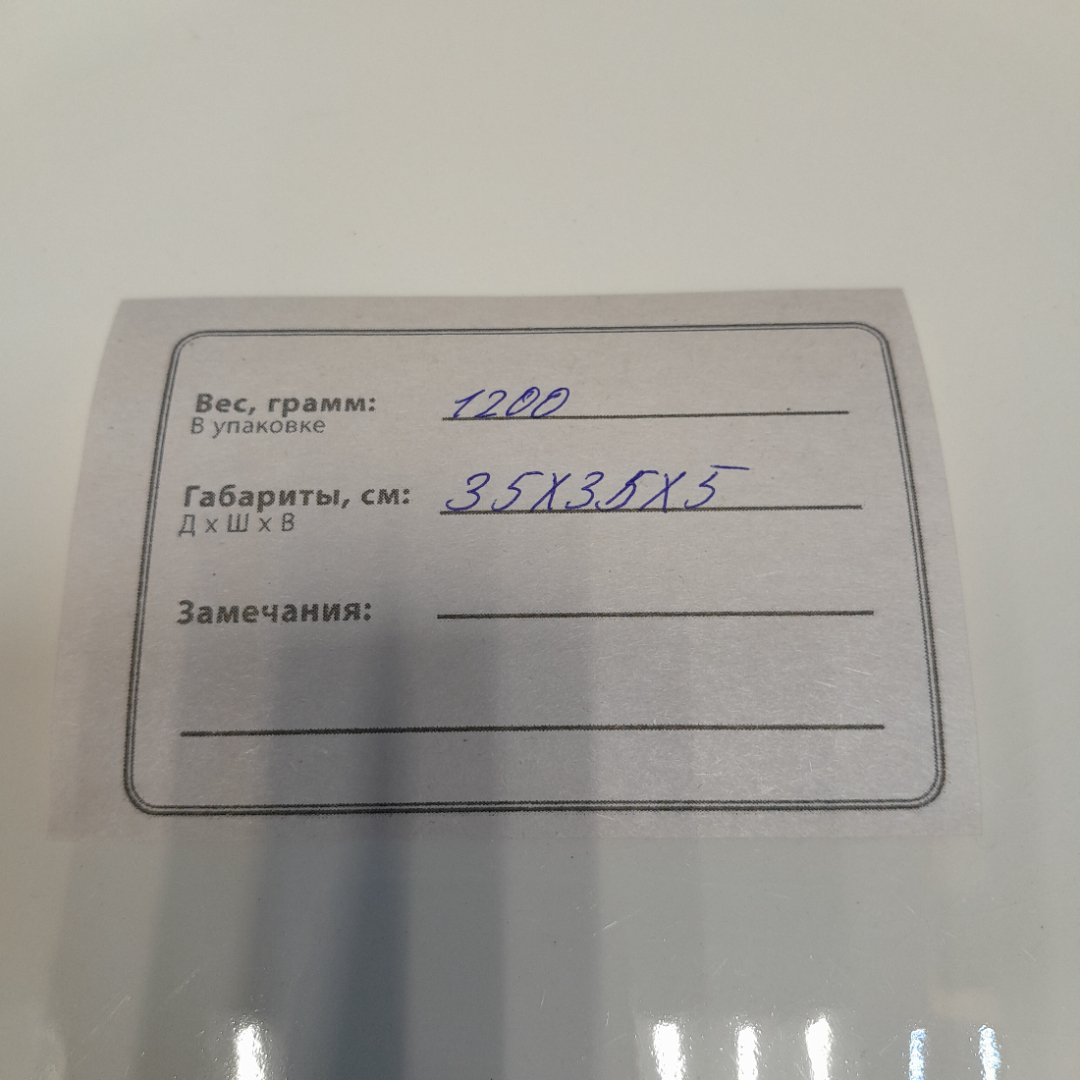 Вес, грамм: 1200
В упаковке
Габариты, см: 35X35X5
Д х Ш х В
Замечания: